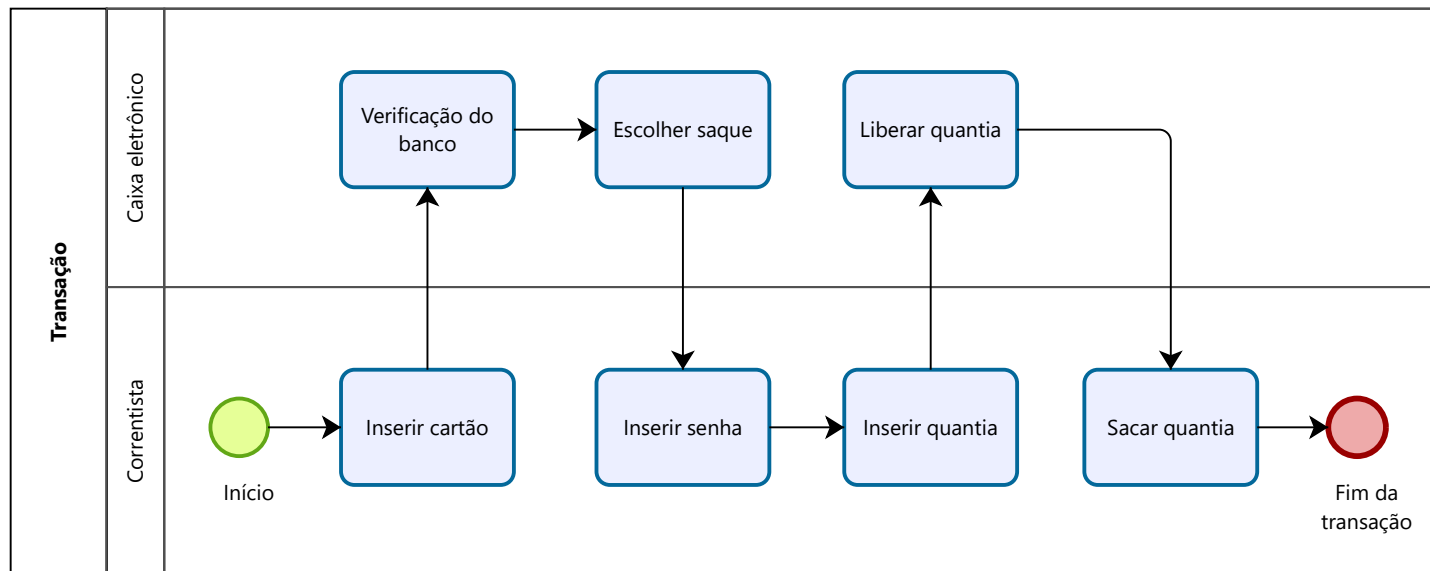 Transação
Caixa eletrônico
Verificação do
banco
Escolher saque
Liberar quantia
Correntista
Início
Inserir cartão
Inserir senha
Inserir quantia
Sacar quantia
Fim da
transação